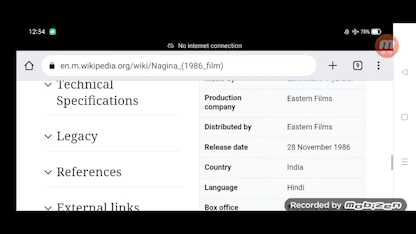 12:34
73%
No internet connection
en.m.wikipedia.org/wiki/Nagina_(1986_film)
9
Technical
Specifications
Legacy
References
External links
Production
company
Eastern Films
Distributed by
Eastern Films
Release date
28 November 1986
Country
India
Language
Hindi
Box office
Recorded by
MOBIZEN